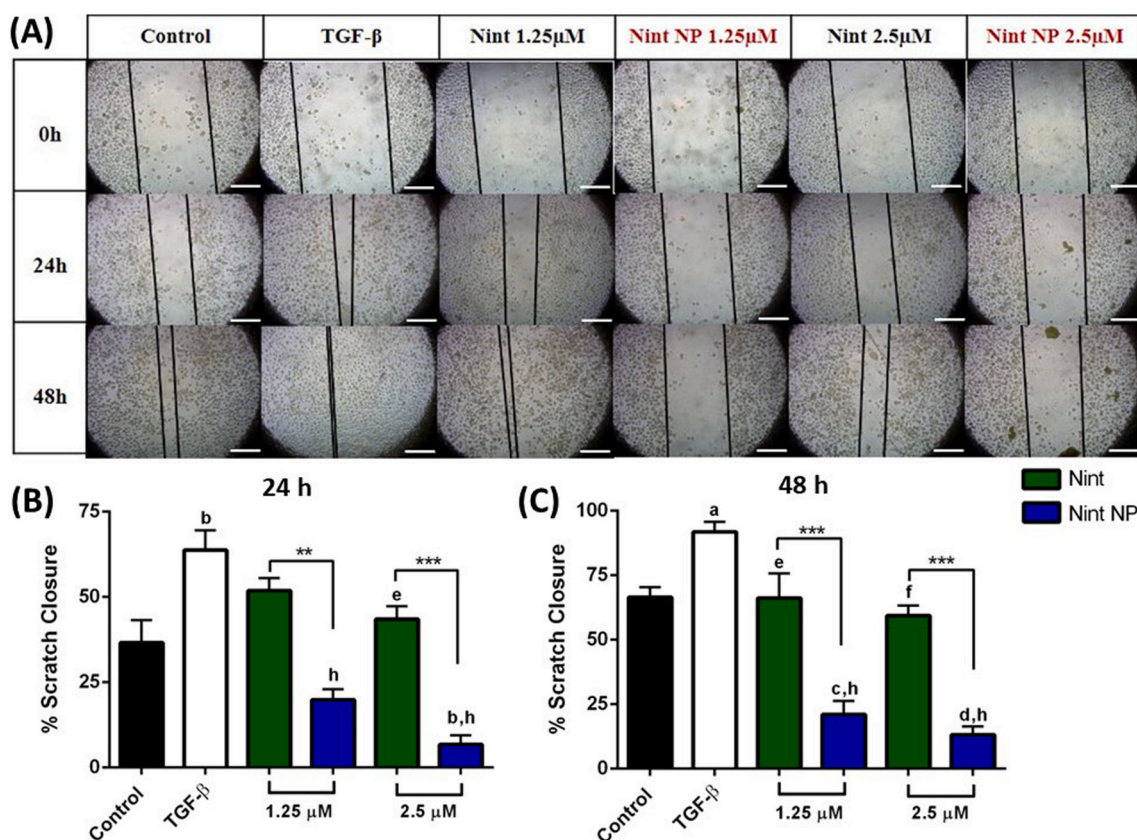 (A)
Control TGF-β Nint 1.25μM Nint NP 1.25μM Nint 2.5μM Nint NP 2.5μM
0h
24h
48h
(B)
24 h
% Scratch Closure
75
50
25
0
b
**
h
e
***
b,h
Control
TGF-β
1.25 μM
2.5 μM
(C)
48 h
% Scratch Closure
100
75
50
25
0
a
e
***
c,h
f
***
d,h
Control
TGF-β
1.25 μM
2.5 μM
Nint
Nint NP